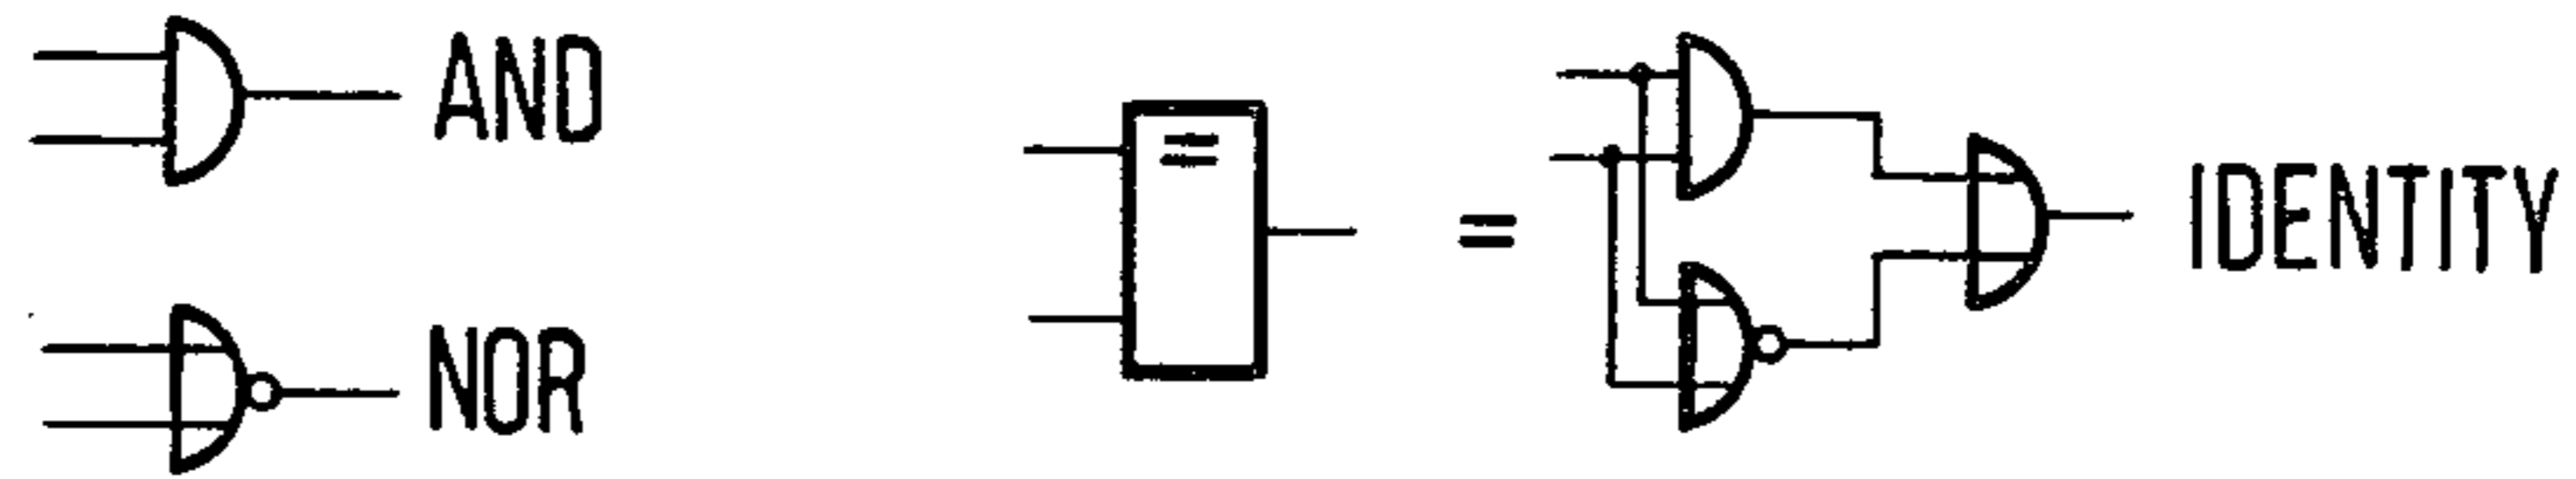 AND
NOR
=
=
IDENTITY